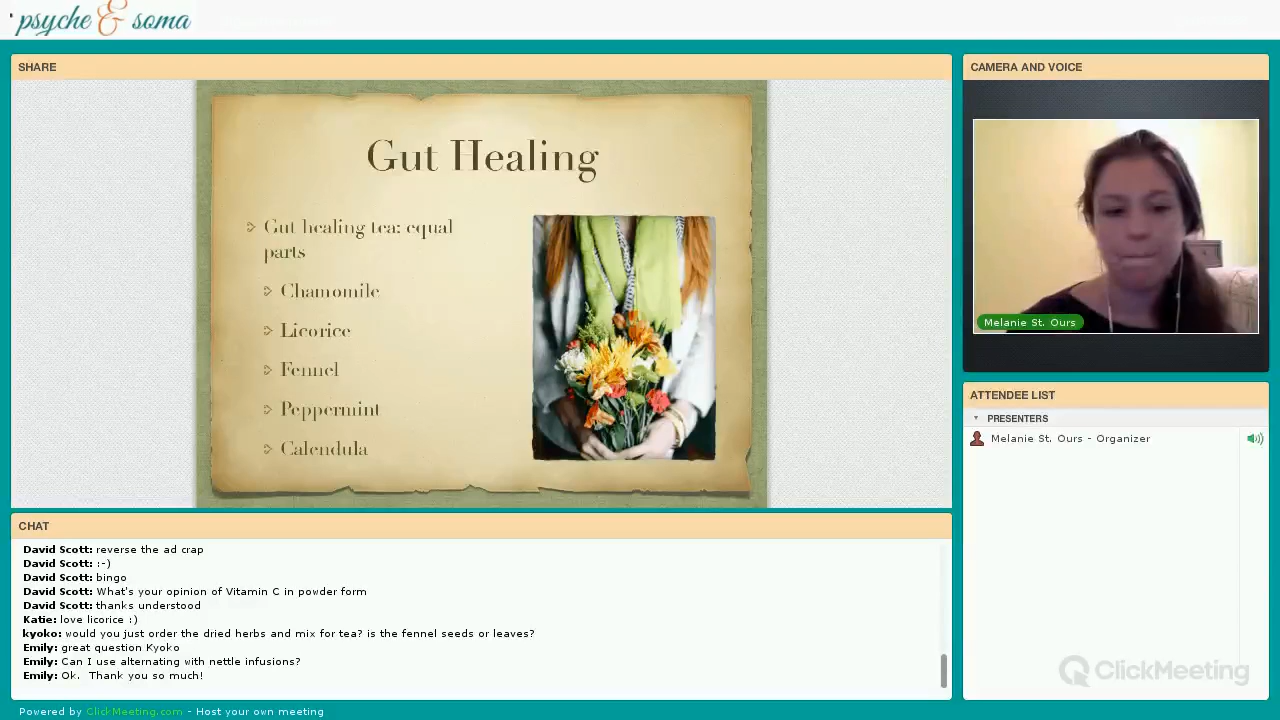 psyche & soma
SHARE
CAMERA AND VOICE
Gut Healing
Gut healing tea: equal
parts
Chamomile
Licorice
Fennel
Peppermint
Calendula
Melanie St. Ours
ATTENDEE LIST
PRESENTERS
Melanie St. Ours - Organizer
CHAT
David Scott: reverse the ad crap
David Scott: :-)
David Scott: bingo
David Scott: What's your opinion of Vitamin C in powder form
David Scott: thanks understood
Katie: love licorice :)
kyoko: would you just order the dried herbs and mix for tea? is the fennel seeds or leaves?
Emily: great question Kyoko
Emily: Can I use alternating with nettle infusions?
Emily: Ok.  Thank you so much!
ClickMeeting
Powered by ClickMeeting.com - Host your own meeting